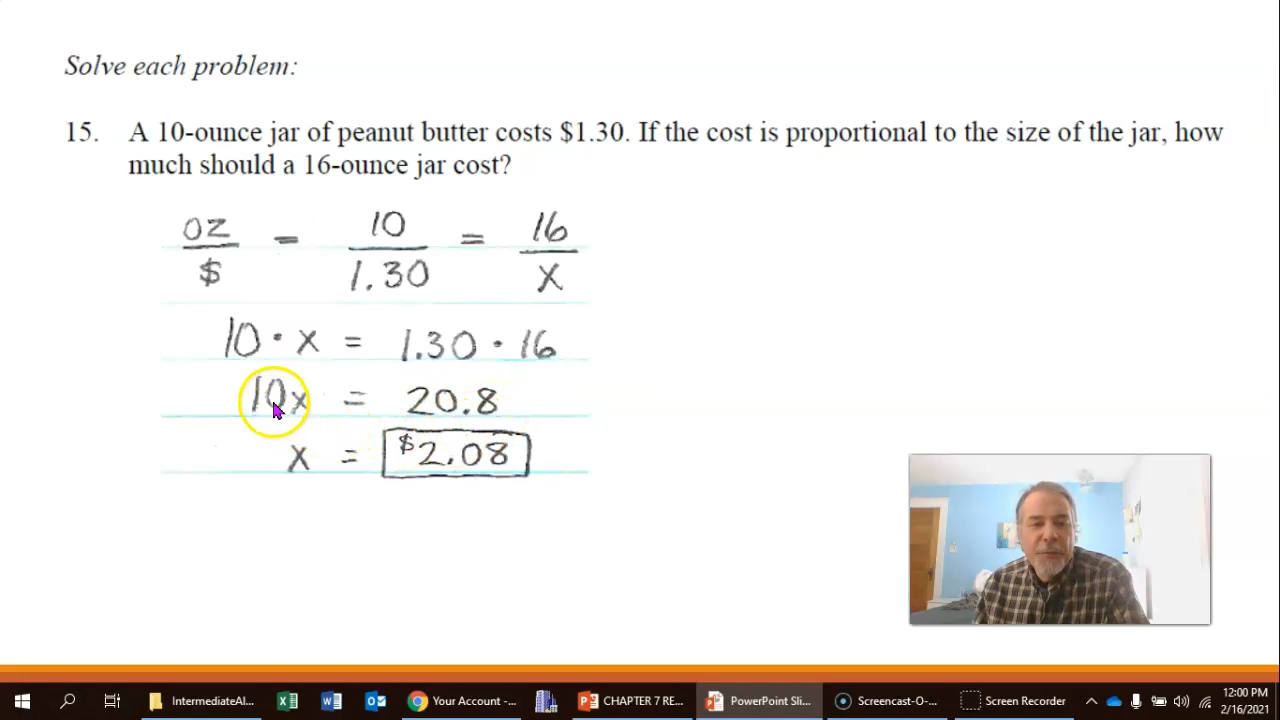 Solve each problem:
15. A 10-ounce jar of peanut butter costs $1.30. If the cost is proportional to the size of the jar, how
much should a 16-ounce jar cost?
oz/$ = 10/1.30 = 16/x
10 · x = 1.30 · 16
10x = 20.8
x = $2.08
IntermediateAl... Your Account -... CHAPTER 7 RE... PowerPoint Sli... Screencast-O-... Screen Recorder 12:00 PM
2/16/2021